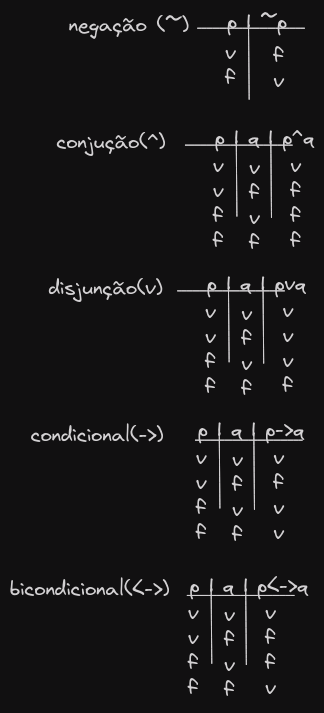 negação (~) p | ~p
v f
f v
conjução(^) p | q | p^q
v v v
v f f
f v f
f f f
disjunção(v) p | q | pvq
v v v
v f v
f v v
f f f
condicional(->) p | q | p->q
v v v
v f f
f v v
f f v
bicondicional(<->) p | q | p<->q
v v v
v f f
f v f
f f v